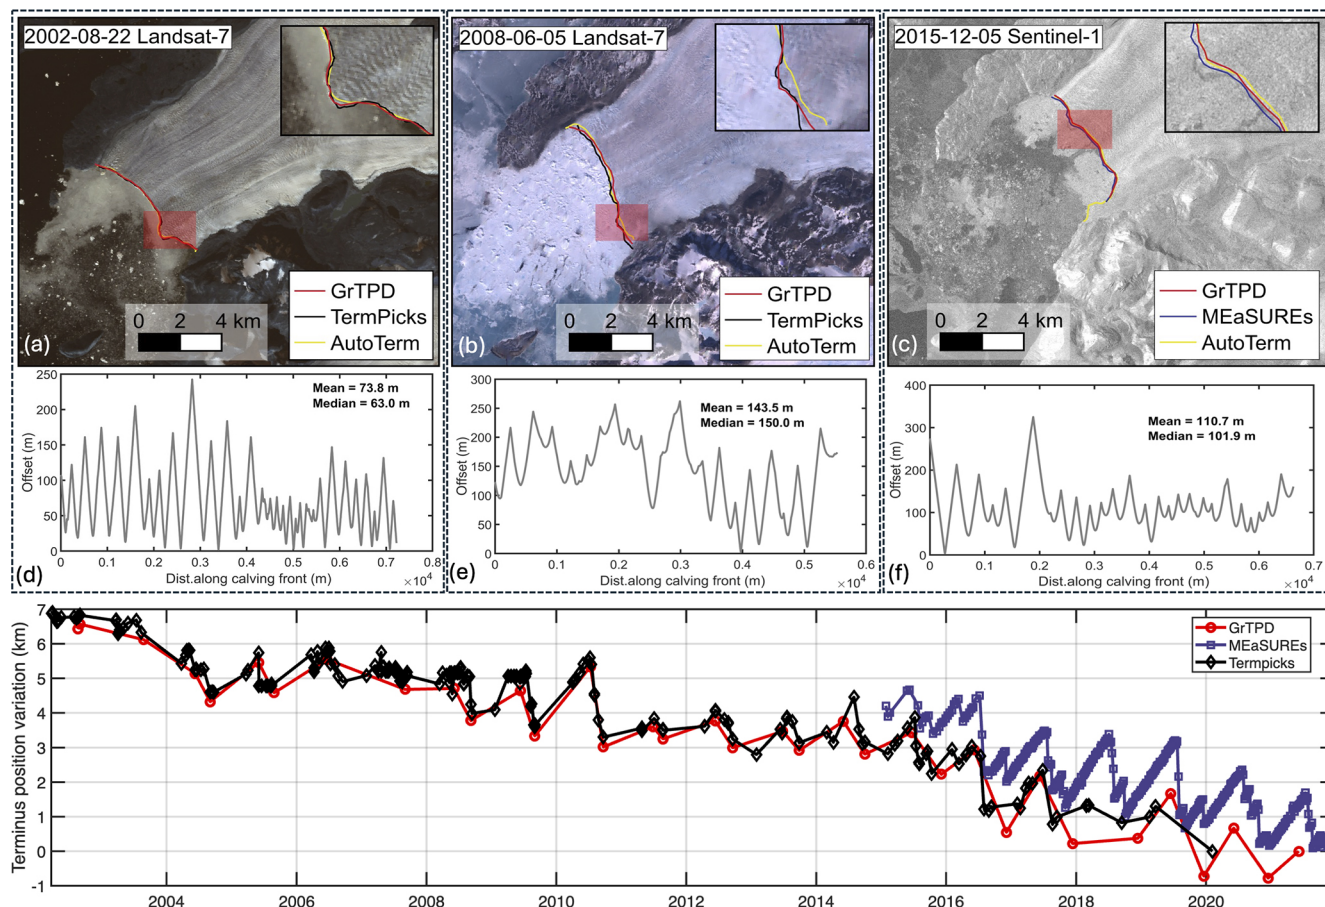 2002-08-22 Landsat-7
GrTPD
TermPicks
AutoTerm
0 2 4 km
(a)
2008-06-05 Landsat-7
GrTPD
TermPicks
AutoTerm
0 2 4 km
(b)
2015-12-05 Sentinel-1
GrTPD
MEaSUREs
AutoTerm
0 2 4 km
(c)
250
200
150
100
50
0
Offset (m)
Mean = 73.8 m
Median = 63.0 m
0 0.1 0.2 0.3 0.4 0.5 0.6 0.7 0.8
Dist.along calving front (m)
×10⁴
(d)
300
250
200
150
100
50
0
Offset (m)
Mean = 143.5 m
Median = 150.0 m
0 0.1 0.2 0.3 0.4 0.5 0.6
Dist.along calving front (m)
×10⁴
(e)
400
300
200
100
0
Offset (m)
Mean = 110.7 m
Median = 101.9 m
0 0.1 0.2 0.3 0.4 0.5 0.6 0.7
Dist.along calving front (m)
×10⁴
(f)
7
6
5
4
3
2
1
0
-1
Terminus position variation (km)
GrTPD
MEaSUREs
Termpicks
2004 2006 2008 2010 2012 2014 2016 2018 2020